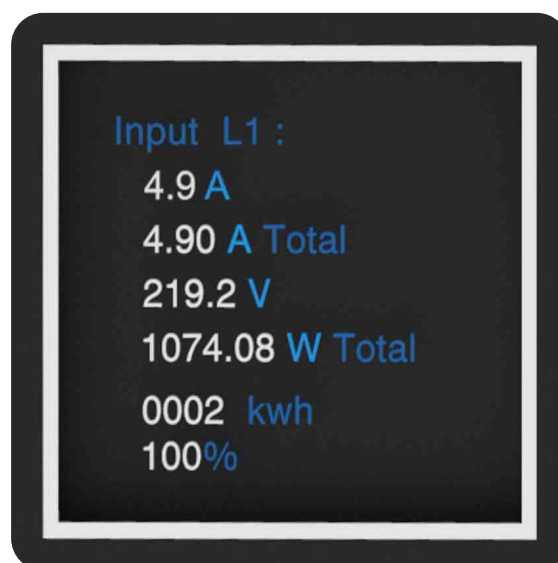 Input L1 :
4.9 A
4.90 A Total
219.2 V
1074.08 W Total
0002 kwh
100%